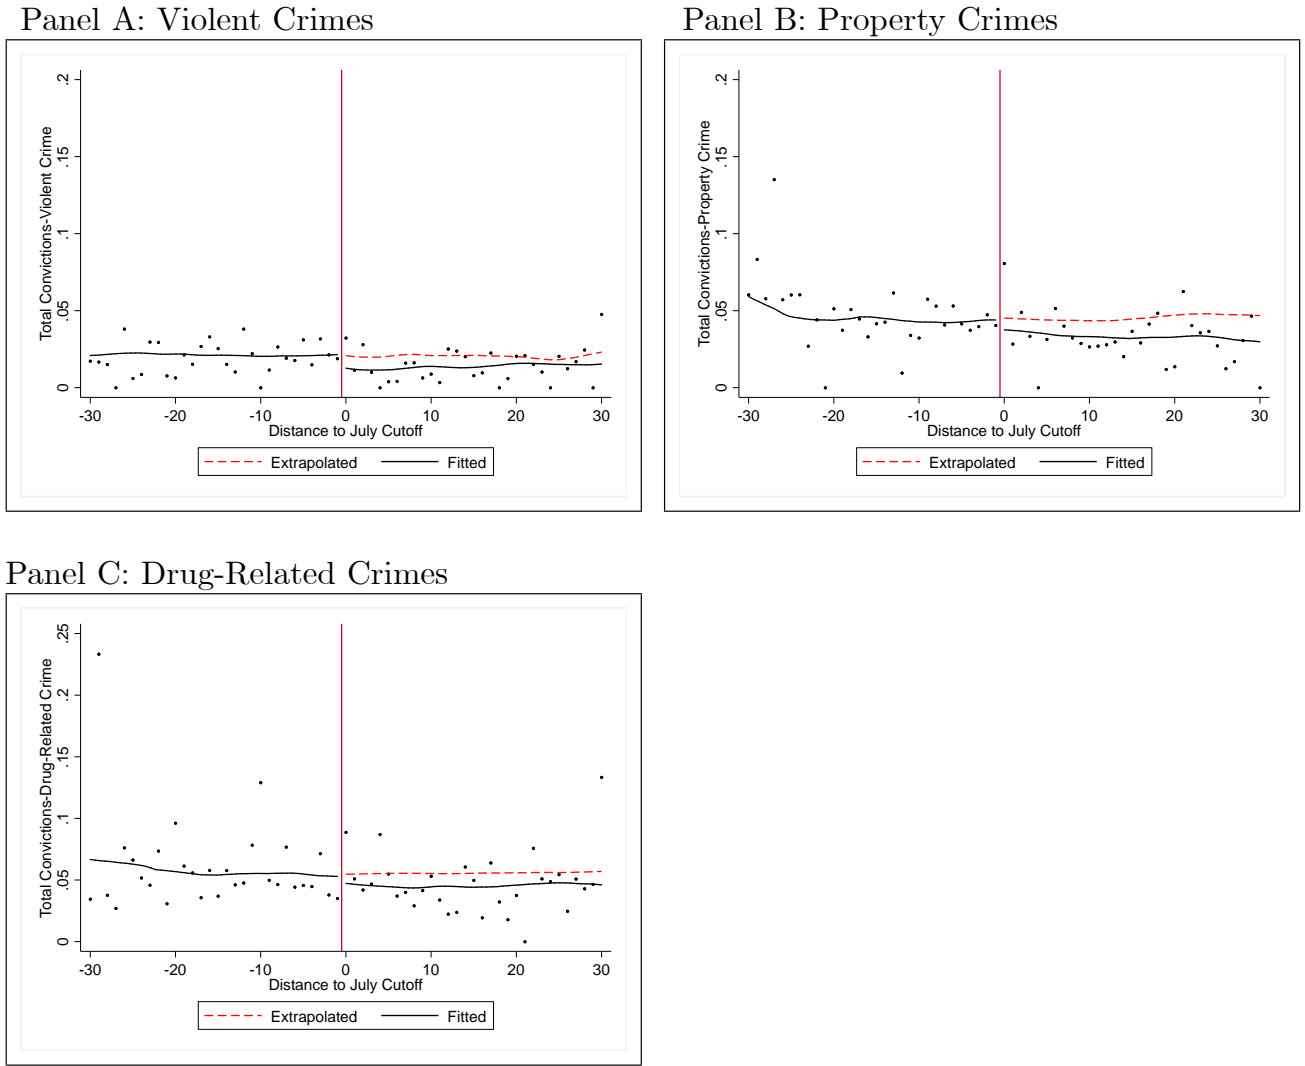 Panel A: Violent Crimes
Total Convictions-Violent Crime
.2
.15
.1
.05
0
-30 -20 -10 0 10 20 30
Distance to July Cutoff
Extrapolated Fitted
Panel B: Property Crimes
Total Convictions-Property Crime
.2
.15
.1
.05
0
-30 -20 -10 0 10 20 30
Distance to July Cutoff
Extrapolated Fitted
Panel C: Drug-Related Crimes
Total Convictions-Drug-Related Crime
.25
.2
.15
.1
.05
0
-30 -20 -10 0 10 20 30
Distance to July Cutoff
Extrapolated Fitted